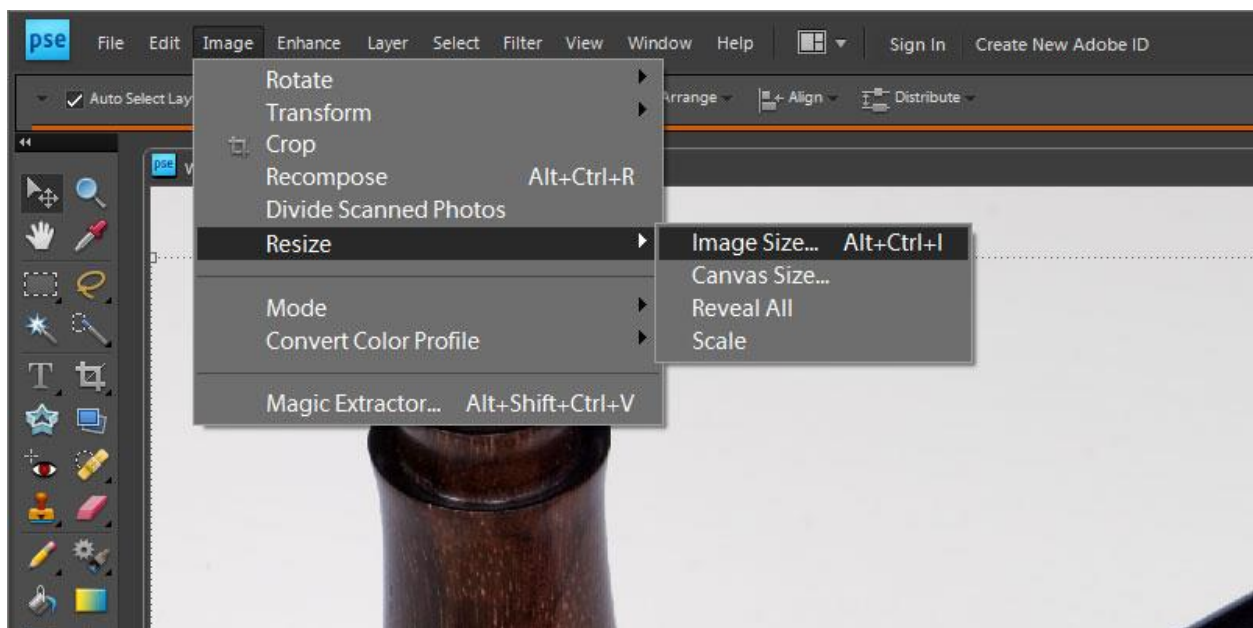 pse File Edit Image Enhance Layer Select Filter View Window Help Sign In Create New Adobe ID
Auto Select Lay Arrange Align Distribute
Rotate
Transform
Crop
pse
Recompose Alt+Ctrl+R
Divide Scanned Photos
Resize
Image Size... Alt+Ctrl+I
Canvas Size...
Mode
Reveal All
Convert Color Profile
Scale
T
Magic Extractor... Alt+Shift+Ctrl+V